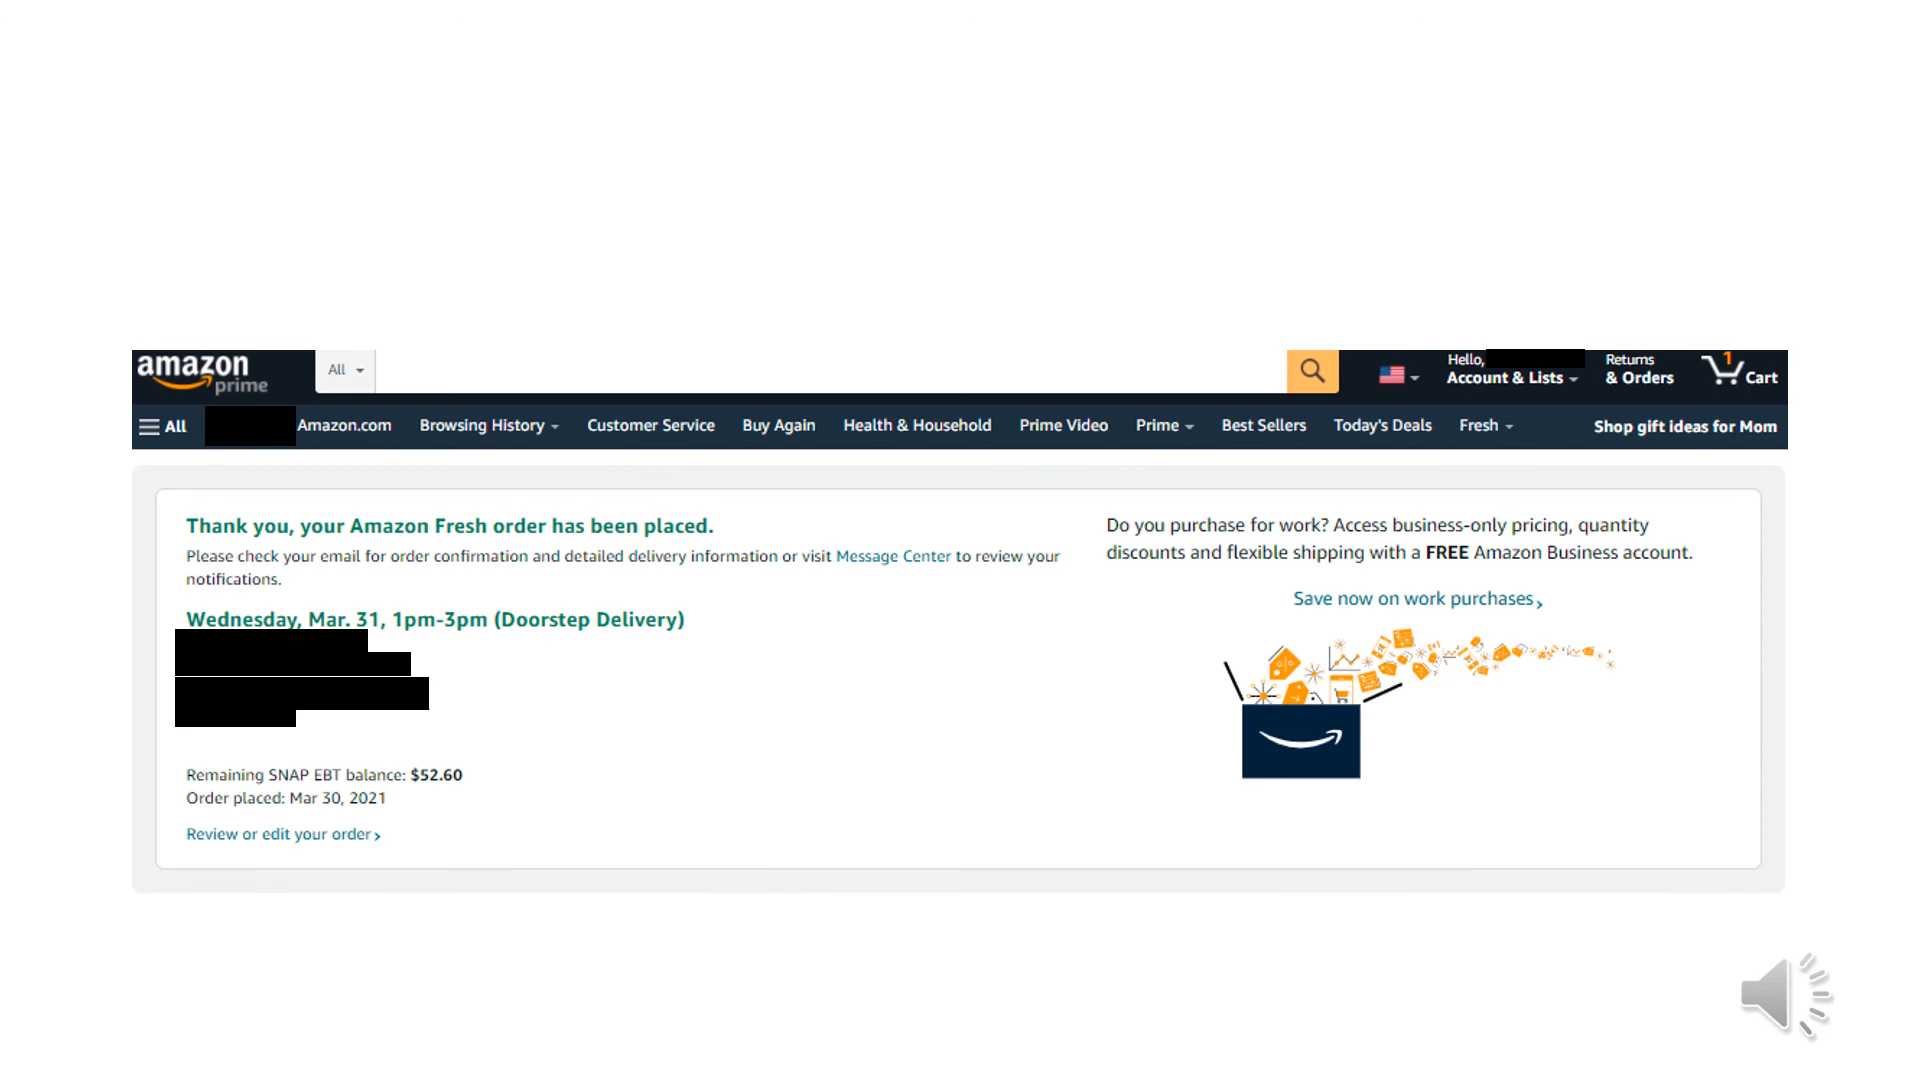 amazon
prime
All
Hello,
Account & Lists
Returns
& Orders
1
Cart
All
Amazon.com
Browsing History
Customer Service
Buy Again
Health & Household
Prime Video
Prime
Best Sellers
Today's Deals
Fresh
Shop gift ideas for Mom
Thank you, your Amazon Fresh order has been placed.
Please check your email for order confirmation and detailed delivery information or visit Message Center to review your
notifications.
Wednesday, Mar. 31, 1pm-3pm (Doorstep Delivery)
Remaining SNAP EBT balance: $52.60
Order placed: Mar 30, 2021
Review or edit your order ›
Do you purchase for work? Access business-only pricing, quantity
discounts and flexible shipping with a FREE Amazon Business account.
Save now on work purchases ›